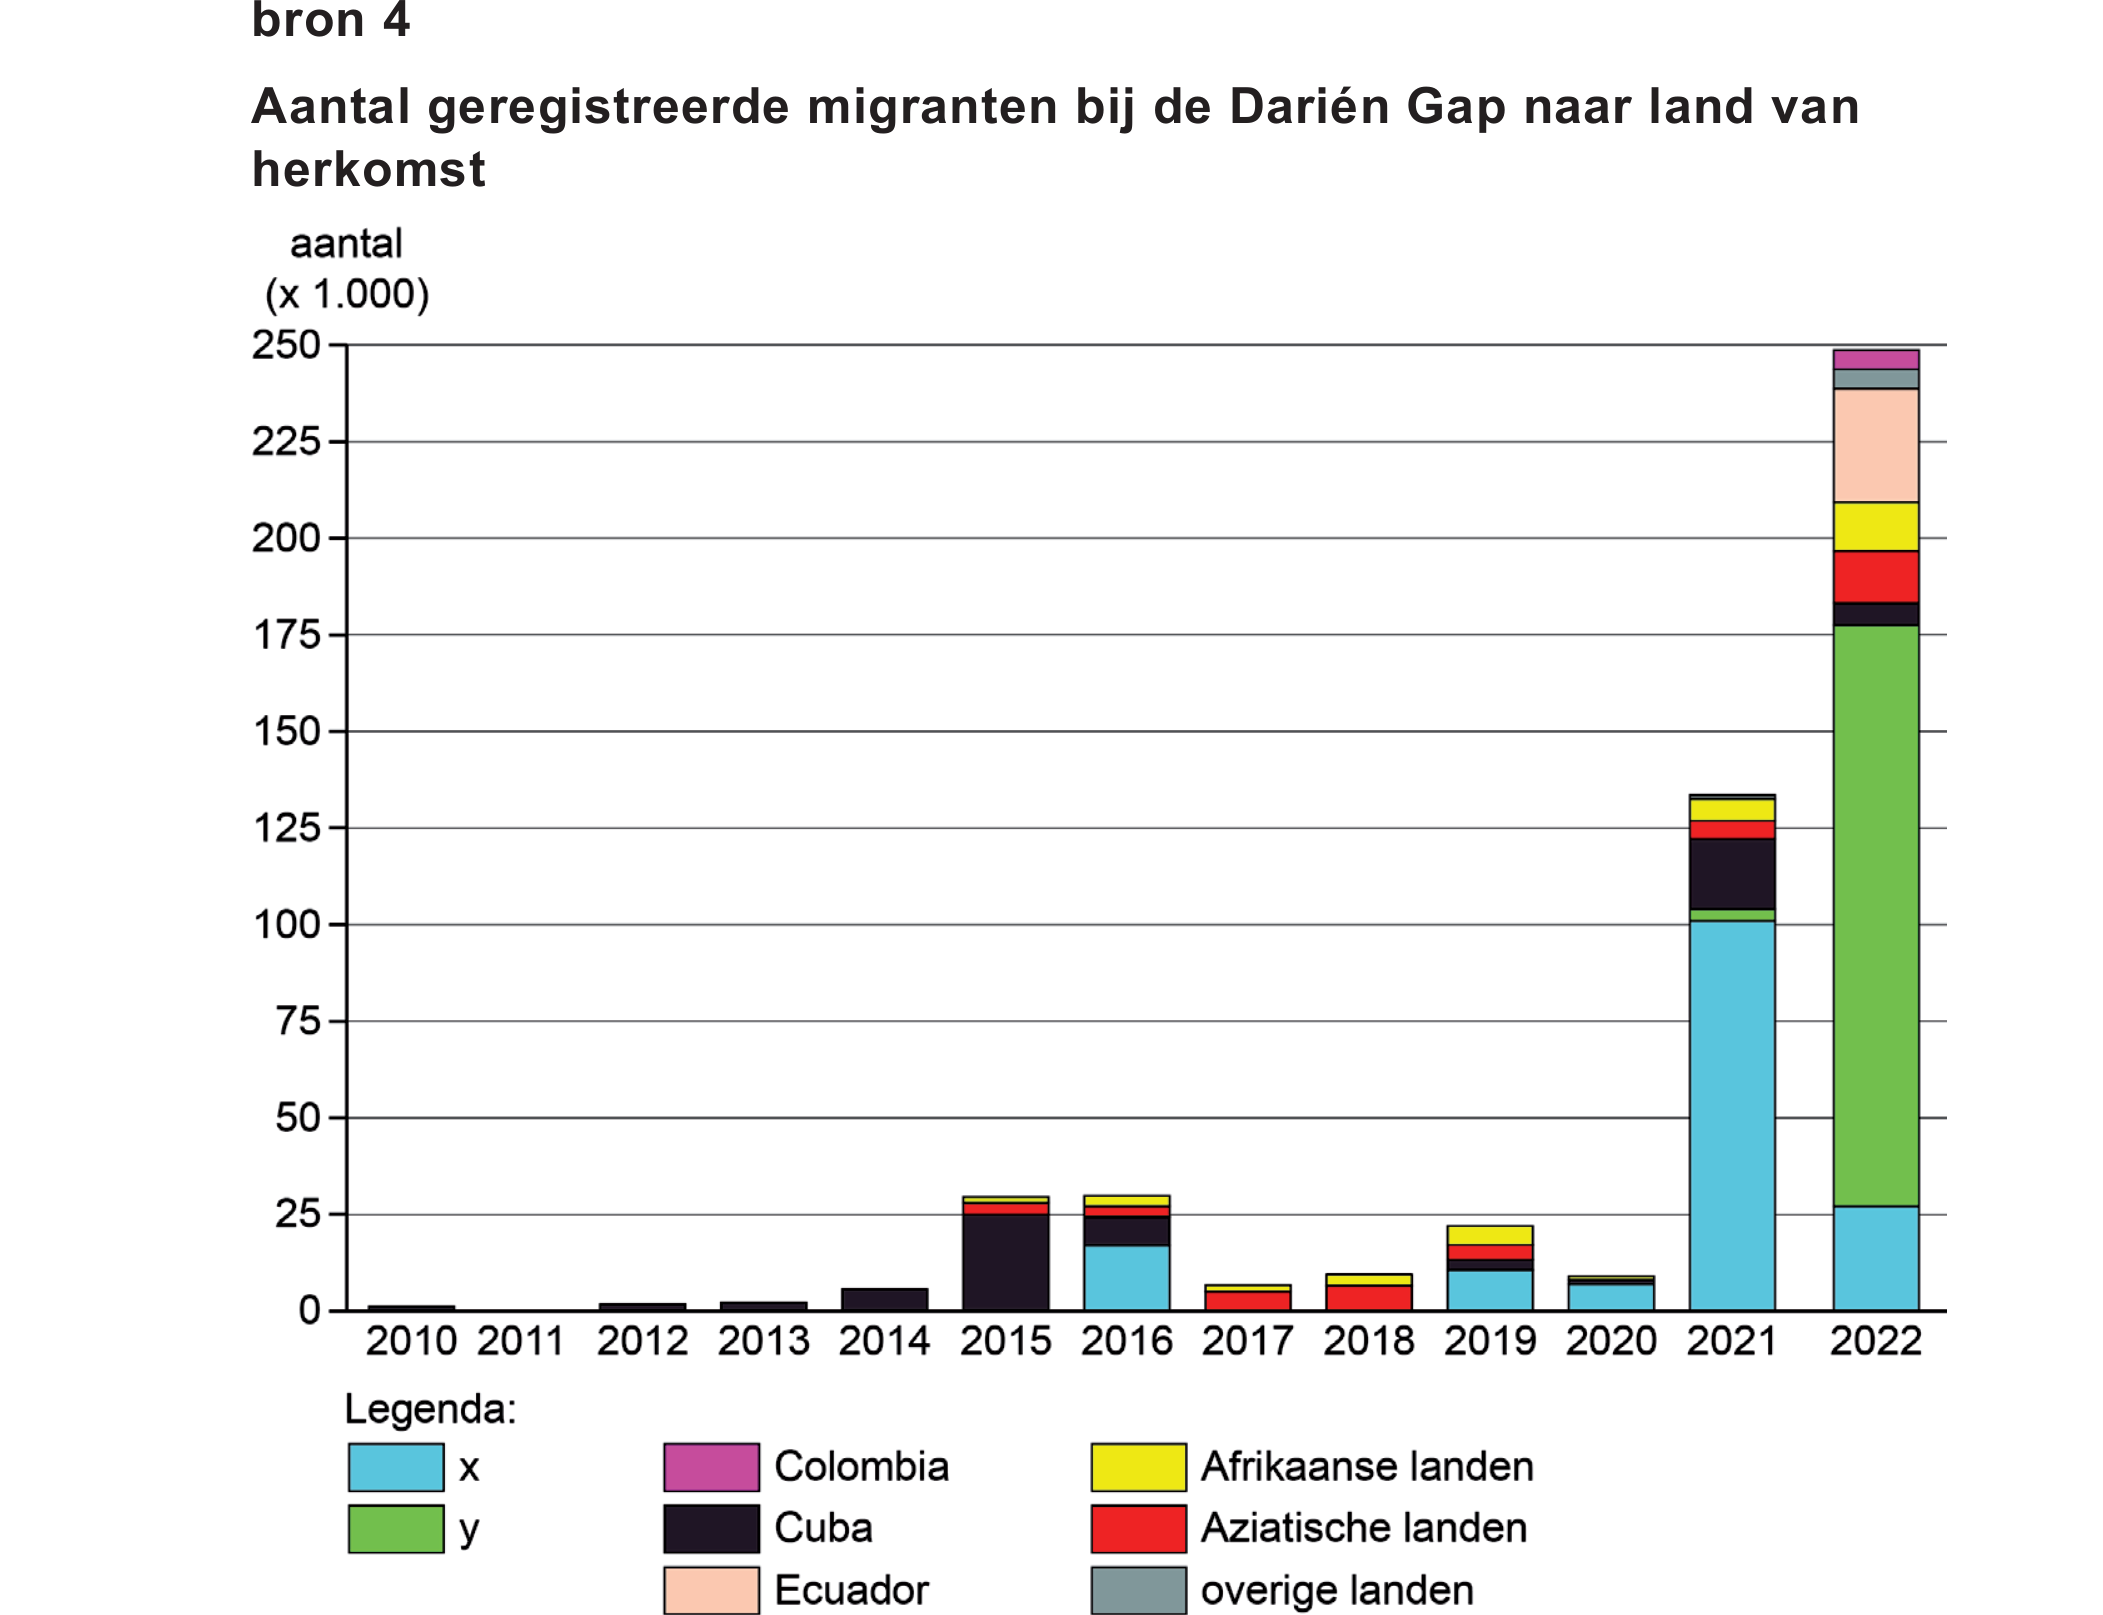 bron 4
Aantal geregistreerde migranten bij de Darién Gap naar land van
herkomst
aantal
(x 1.000)
250
225
200
175
150
125
100
75
50
25
0
2010 2011 2012 2013 2014 2015 2016 2017 2018 2019 2020 2021 2022
Legenda:
x Colombia Afrikaanse landen
y Cuba Aziatische landen
Ecuador overige landen